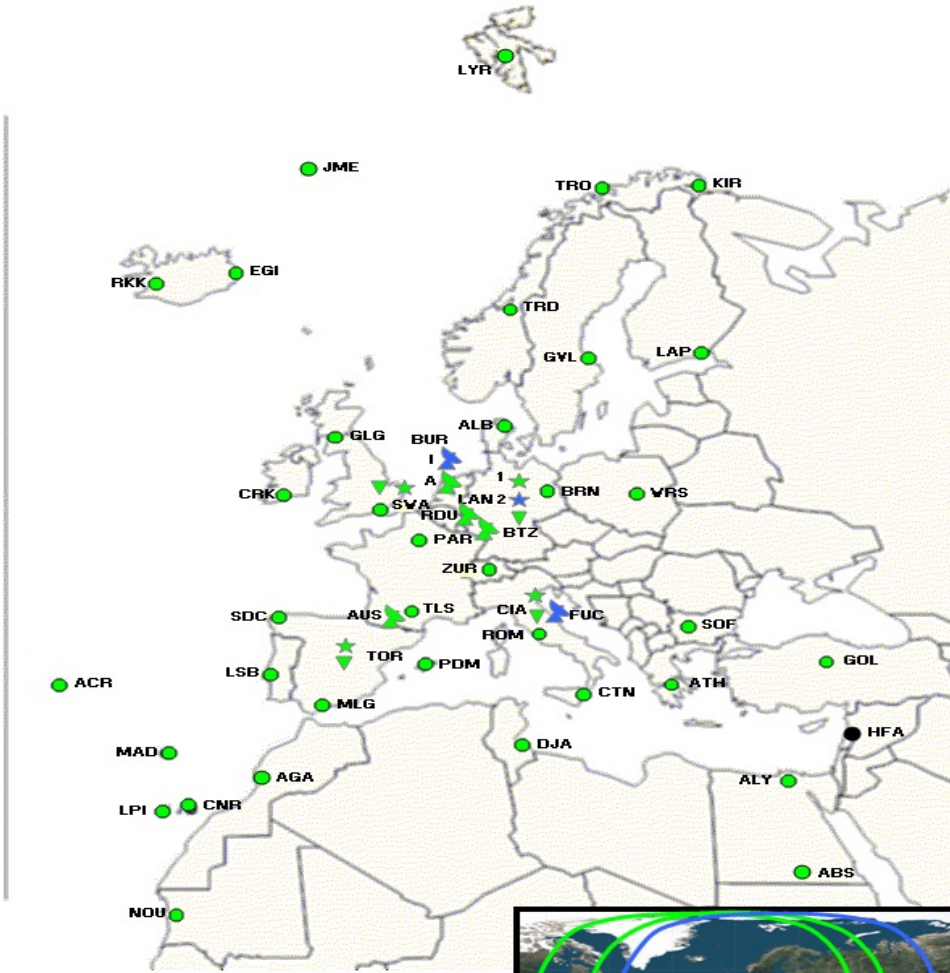 LYR
JME
TRO
KIR
RKK
EGI
TRD
GVL
LAP
ALB
GLG
BUR
I
A
1
CRK
SWA
LAN 2
BRN
WRS
RDU
PAR
BTZ
ZUR
SDC
AUS
TLS
CIA
FUC
ROM
SOF
LSB
TOR
PDM
GOL
ACR
MLG
CTN
ATH
HFA
MAD
DJA
AGA
ALY
LPI
CNR
ABS
NOU